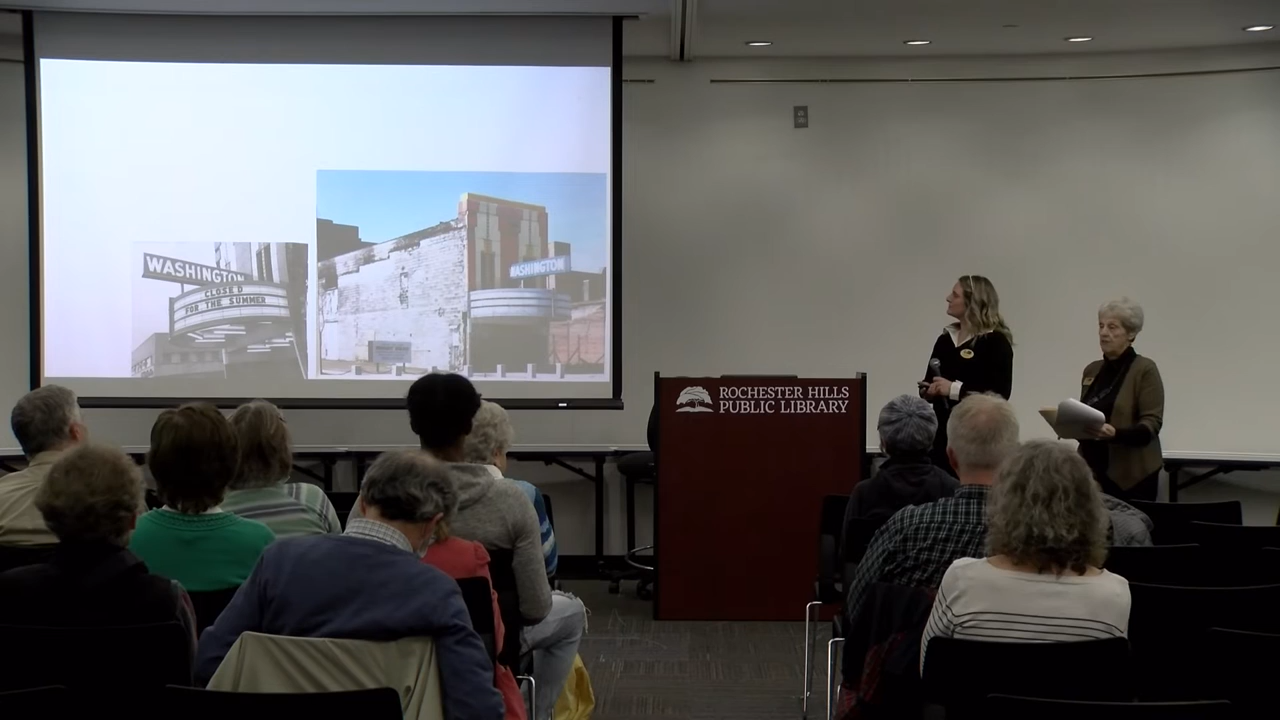 WASHINGTON
CLOSED
FOR THE SUMMER
WASHINGTON
ROCHESTER HILLS
PUBLIC LIBRARY